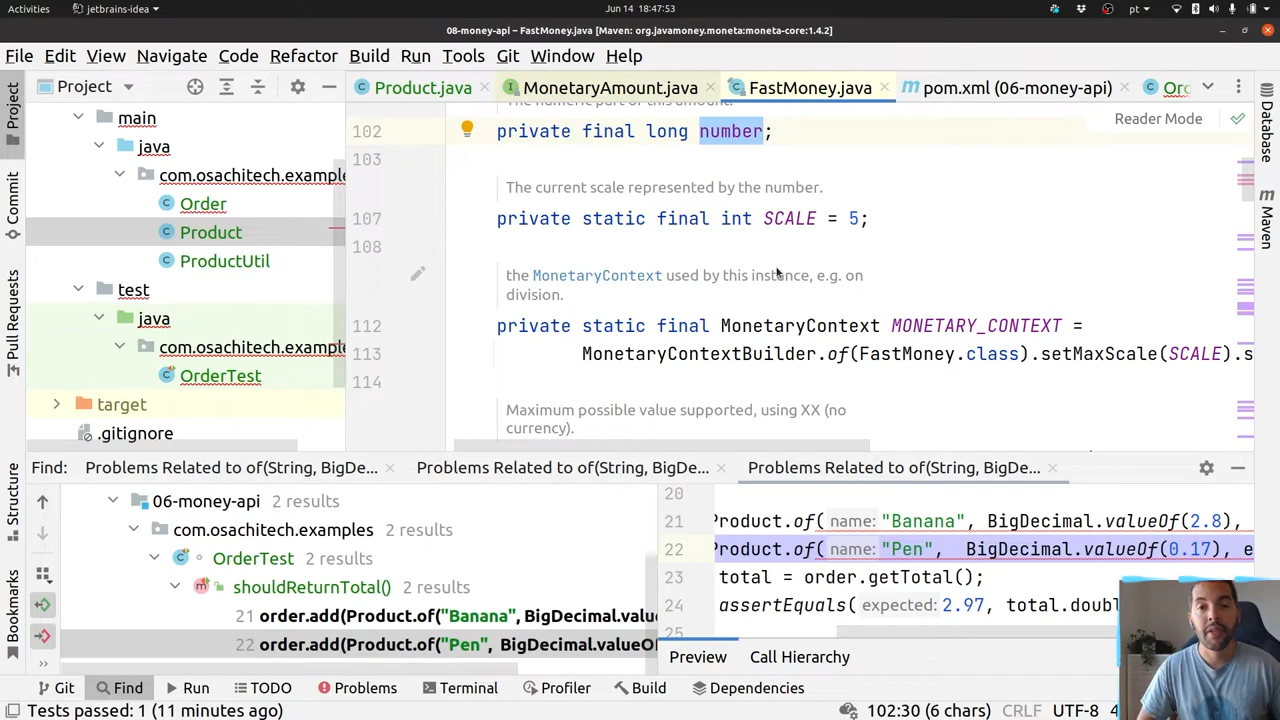 Activities
jetbrains-idea
Jun 14 18:47:53
pt
08-money-api – FastMoney.java [Maven: org.javamoney.moneta:moneta-core:1.4.2]
File Edit View Navigate Code Refactor Build Run Tools Git Window Help
Project
Product.java
MonetaryAmount.java
FastMoney.java
pom.xml (06-money-api)
Ord
Project
Commit
Pull Requests
Structure
Bookmarks
main
java
com.osachitech.example
Order
Product
ProductUtil
test
java
com.osachitech.example
OrderTest
target
.gitignore
The numeric part of this amount.
Reader Mode
102 private final long number;
103
The current scale represented by the number.
107 private static final int SCALE = 5;
108
the MonetaryContext used by this instance, e.g. on
division.
112 private static final MonetaryContext MONETARY_CONTEXT =
113 MonetaryContextBuilder.of(FastMoney.class).setMaxScale(SCALE).s
114
Maximum possible value supported, using XX (no
currency).
Database
Maven
Find: Problems Related to of(String, BigDe... Problems Related to of(String, BigDe... Problems Related to of(String, BigDe...
06-money-api 2 results
com.osachitech.examples 2 results
OrderTest 2 results
shouldReturnTotal() 2 results
21 order.add(Product.of("Banana", BigDecimal.value
22 order.add(Product.of("Pen", BigDecimal.valueO
20
21 Product.of( name: "Banana", BigDecimal.valueOf(2.8),
22 Product.of( name: "Pen", BigDecimal.valueOf(0.17), e
23 total = order.getTotal();
24 assertEquals( expected: 2.97, total.doubl
25
Preview Call Hierarchy
Git Find Run TODO Problems Terminal Profiler Build Dependencies
Tests passed: 1 (11 minutes ago)
102:30 (6 chars) CRLF UTF-8 4